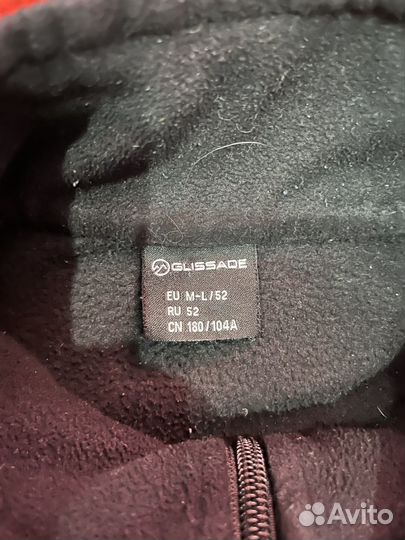 GLISSADE
EU M-L/52
RU 52
CN 180/104A
Avito